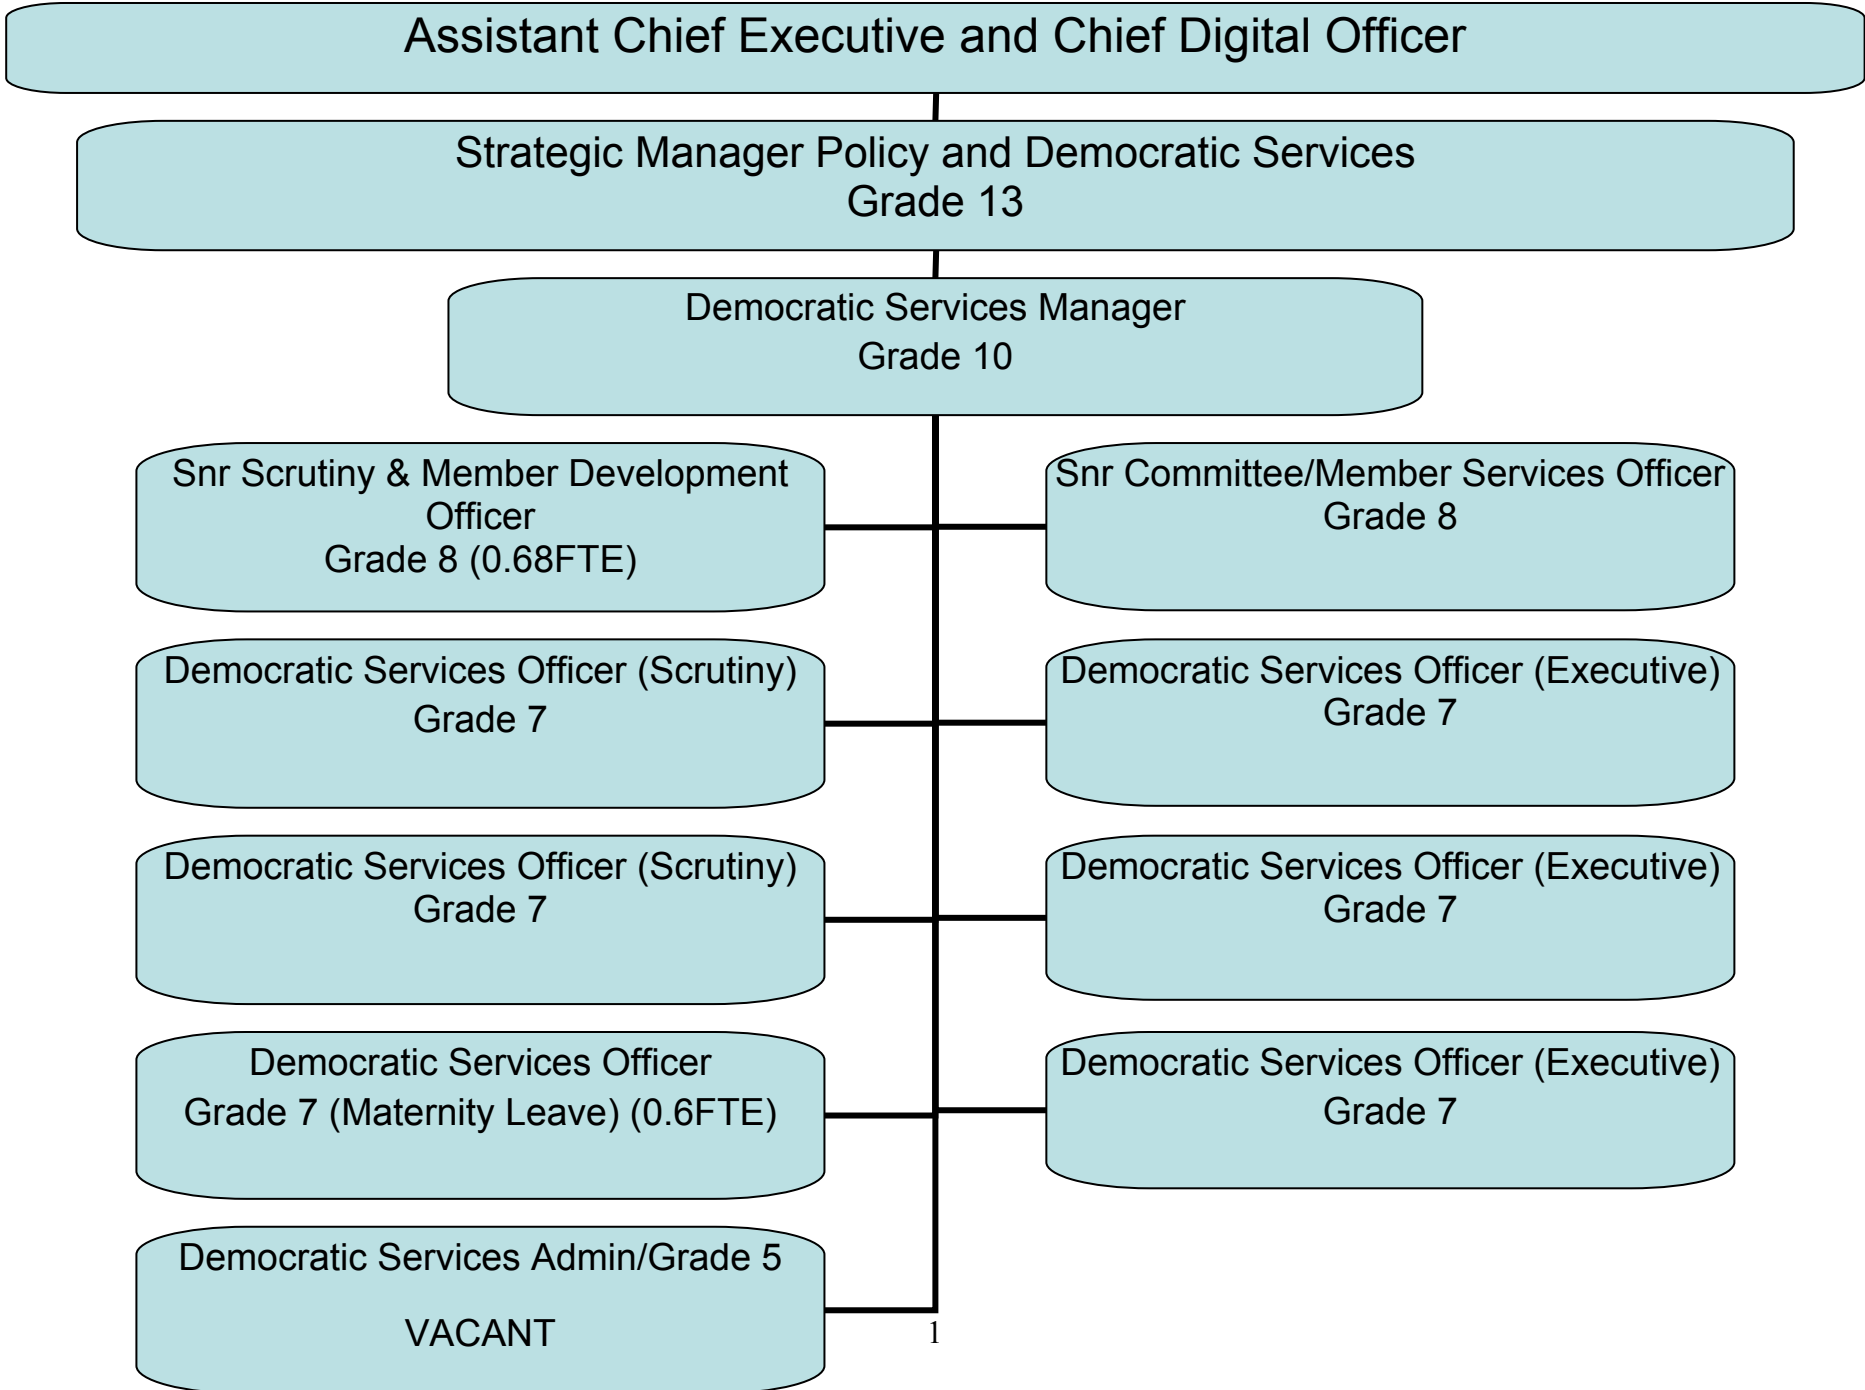 Assistant Chief Executive and Chief Digital Officer
Strategic Manager Policy and Democratic Services
Grade 13
Democratic Services Manager
Grade 10
Snr Scrutiny & Member Development
Officer
Grade 8 (0.68FTE)
Snr Committee/Member Services Officer
Grade 8
Democratic Services Officer (Scrutiny)
Grade 7
Democratic Services Officer (Executive)
Grade 7
Democratic Services Officer (Scrutiny)
Grade 7
Democratic Services Officer (Executive)
Grade 7
Democratic Services Officer
Grade 7 (Maternity Leave) (0.6FTE)
Democratic Services Officer (Executive)
Grade 7
Democratic Services Admin/Grade 5
VACANT
1